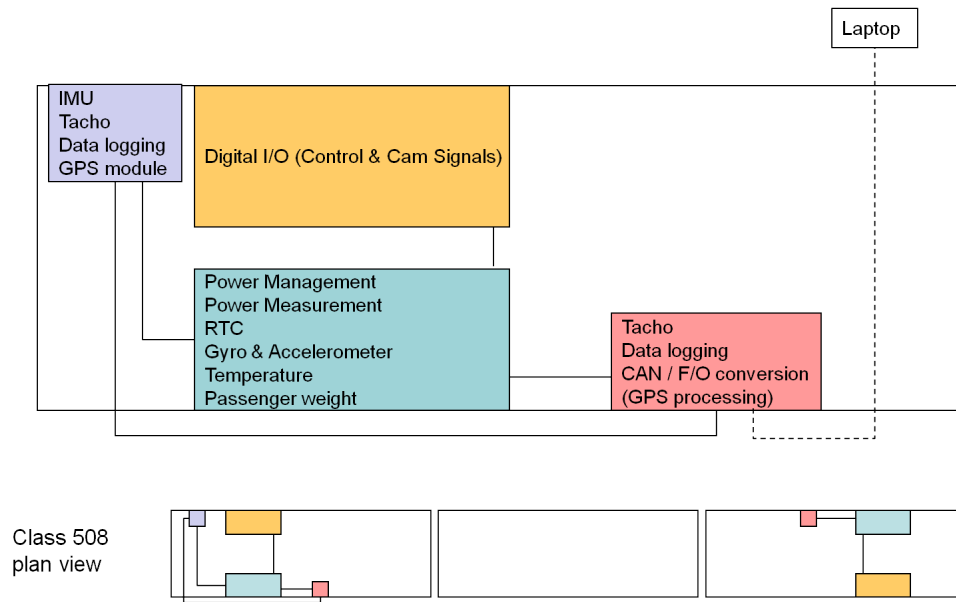 Laptop
IMU
Tacho
Data logging
GPS module
Digital I/O (Control & Cam Signals)
Power Management
Power Measurement
RTC
Gyro & Accelerometer
Temperature
Passenger weight
Tacho
Data logging
CAN / F/O conversion
(GPS processing)
Class 508
plan view